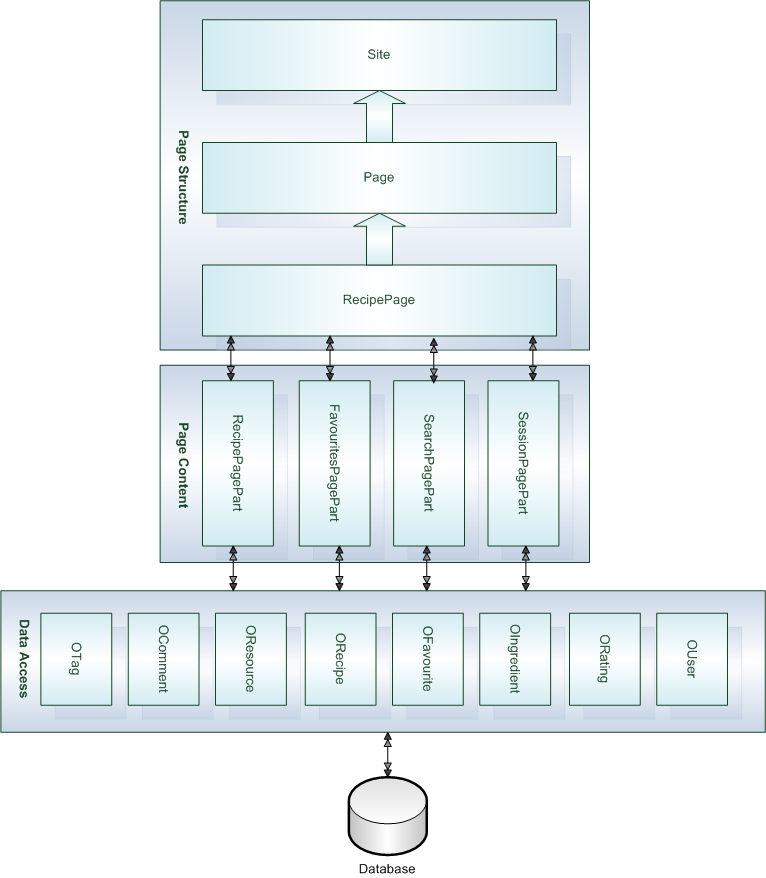 Site
Page Structure
Page
RecipePage
Page Content
RecipePagePart
FavouritesPagePart
SearchPagePart
SessionPagePart
Data Access
OTag
OComment
OResource
ORecipe
OFavourite
OIngredient
ORating
OUser
Database